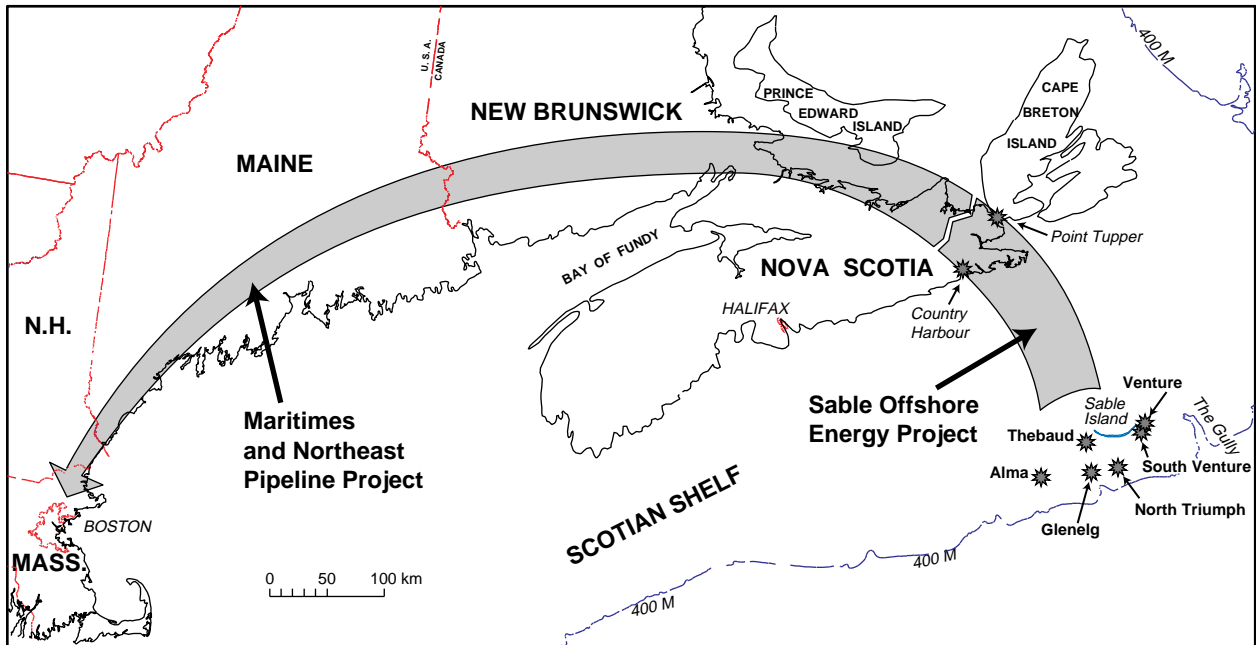 400 M
U. S. A.
CANADA
PRINCE
EDWARD
ISLAND
CAPE
BRETON
ISLAND
NEW BRUNSWICK
MAINE
Point Tupper
BAY OF FUNDY
NOVA SCOTIA
N.H.
HALIFAX
Country
Harbour
Maritimes
and Northeast
Pipeline Project
Sable Offshore
Energy Project
Venture
Sable
Island
The Gully
Thebaud
South Venture
Alma
North Triumph
Glenelg
SCOTIAN SHELF
BOSTON
MASS.
0 50 100 km
400 M
400 M